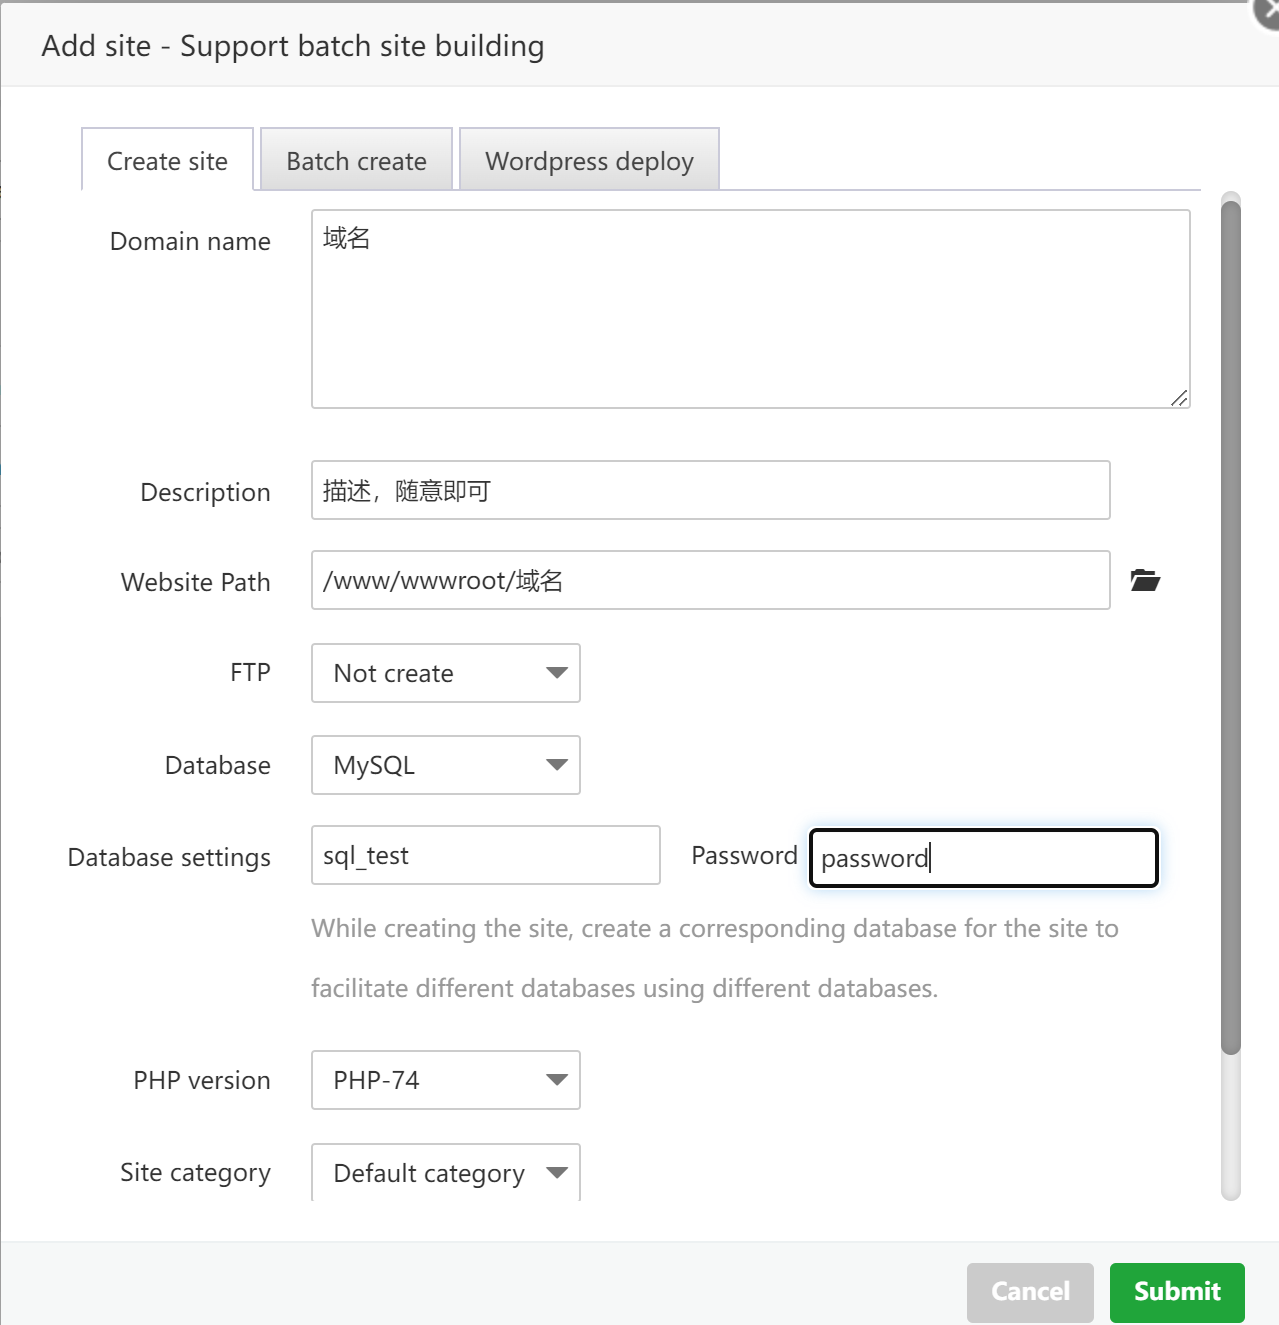 Add site - Support batch site building
Create site
Batch create
Wordpress deploy
Domain name
域名
Description
描述，随意即可
Website Path
/www/wwwroot/域名
FTP
Not create
Database
MySQL
Database settings
sql_test
Password
password
While creating the site, create a corresponding database for the site to
facilitate different databases using different databases.
PHP version
PHP-74
Site category
Default category
Cancel
Submit